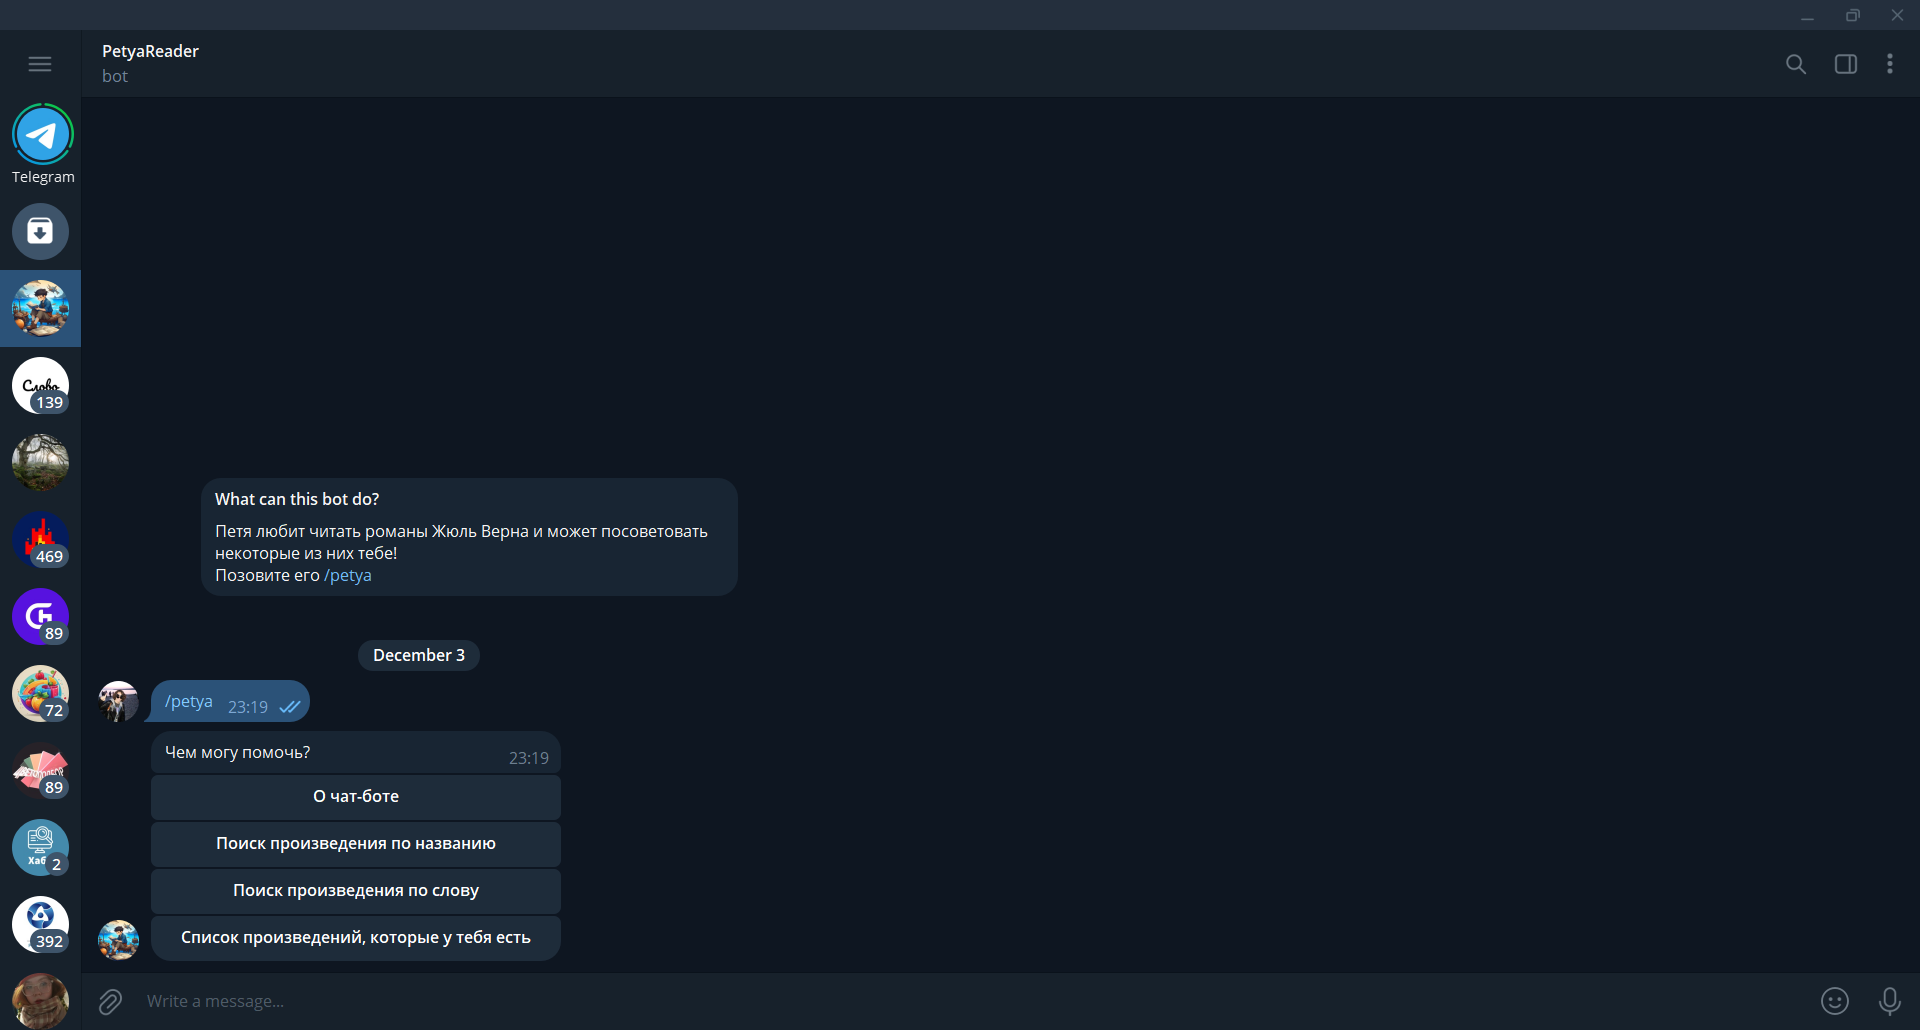 PetyaReader
bot
Telegram
Слово
139
469
89
72
89
Хаб
2
392
What can this bot do?
Петя любит читать романы Жюль Верна и может посоветовать
некоторые из них тебе!
Позовите его /petya
December 3
/petya 23:19
Чем могу помочь? 23:19
О чат-боте
Поиск произведения по названию
Поиск произведения по слову
Список произведений, которые у тебя есть
Write a message...